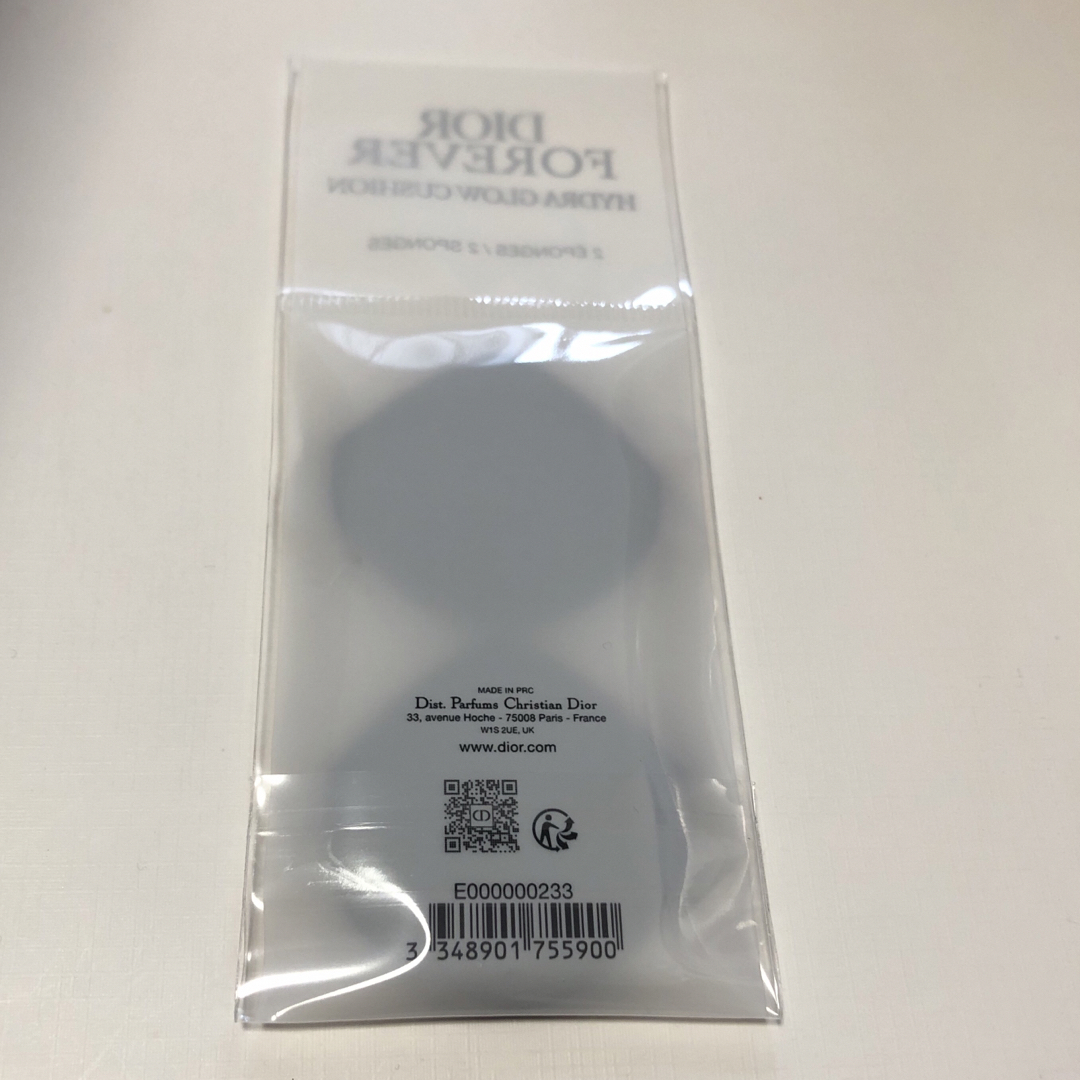 DIOR
FOREVER
HYDRA GLOW CUSHION
2 ÉPONGES / 2 SPONGES
MADE IN PRC
Dist. Parfums Christian Dior
33, avenue Hoche - 75008 Paris - France
W1S 2UE, UK
www.dior.com
CD
E000000233
3 348901 755900